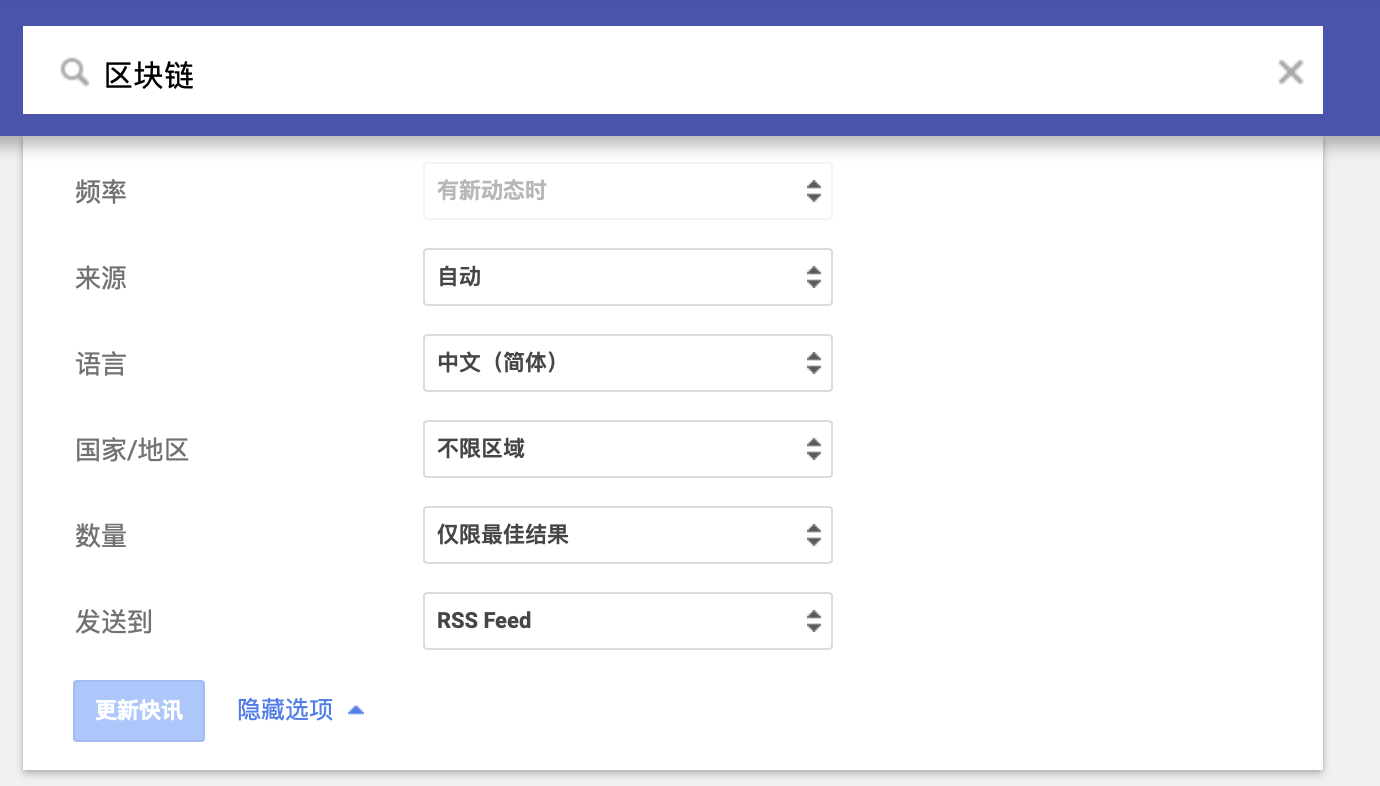 区块链
频率 有新动态时
来源 自动
语言 中文（简体）
国家/地区 不限区域
数量 仅限最佳结果
发送到 RSS Feed
更新快讯 隐藏选项